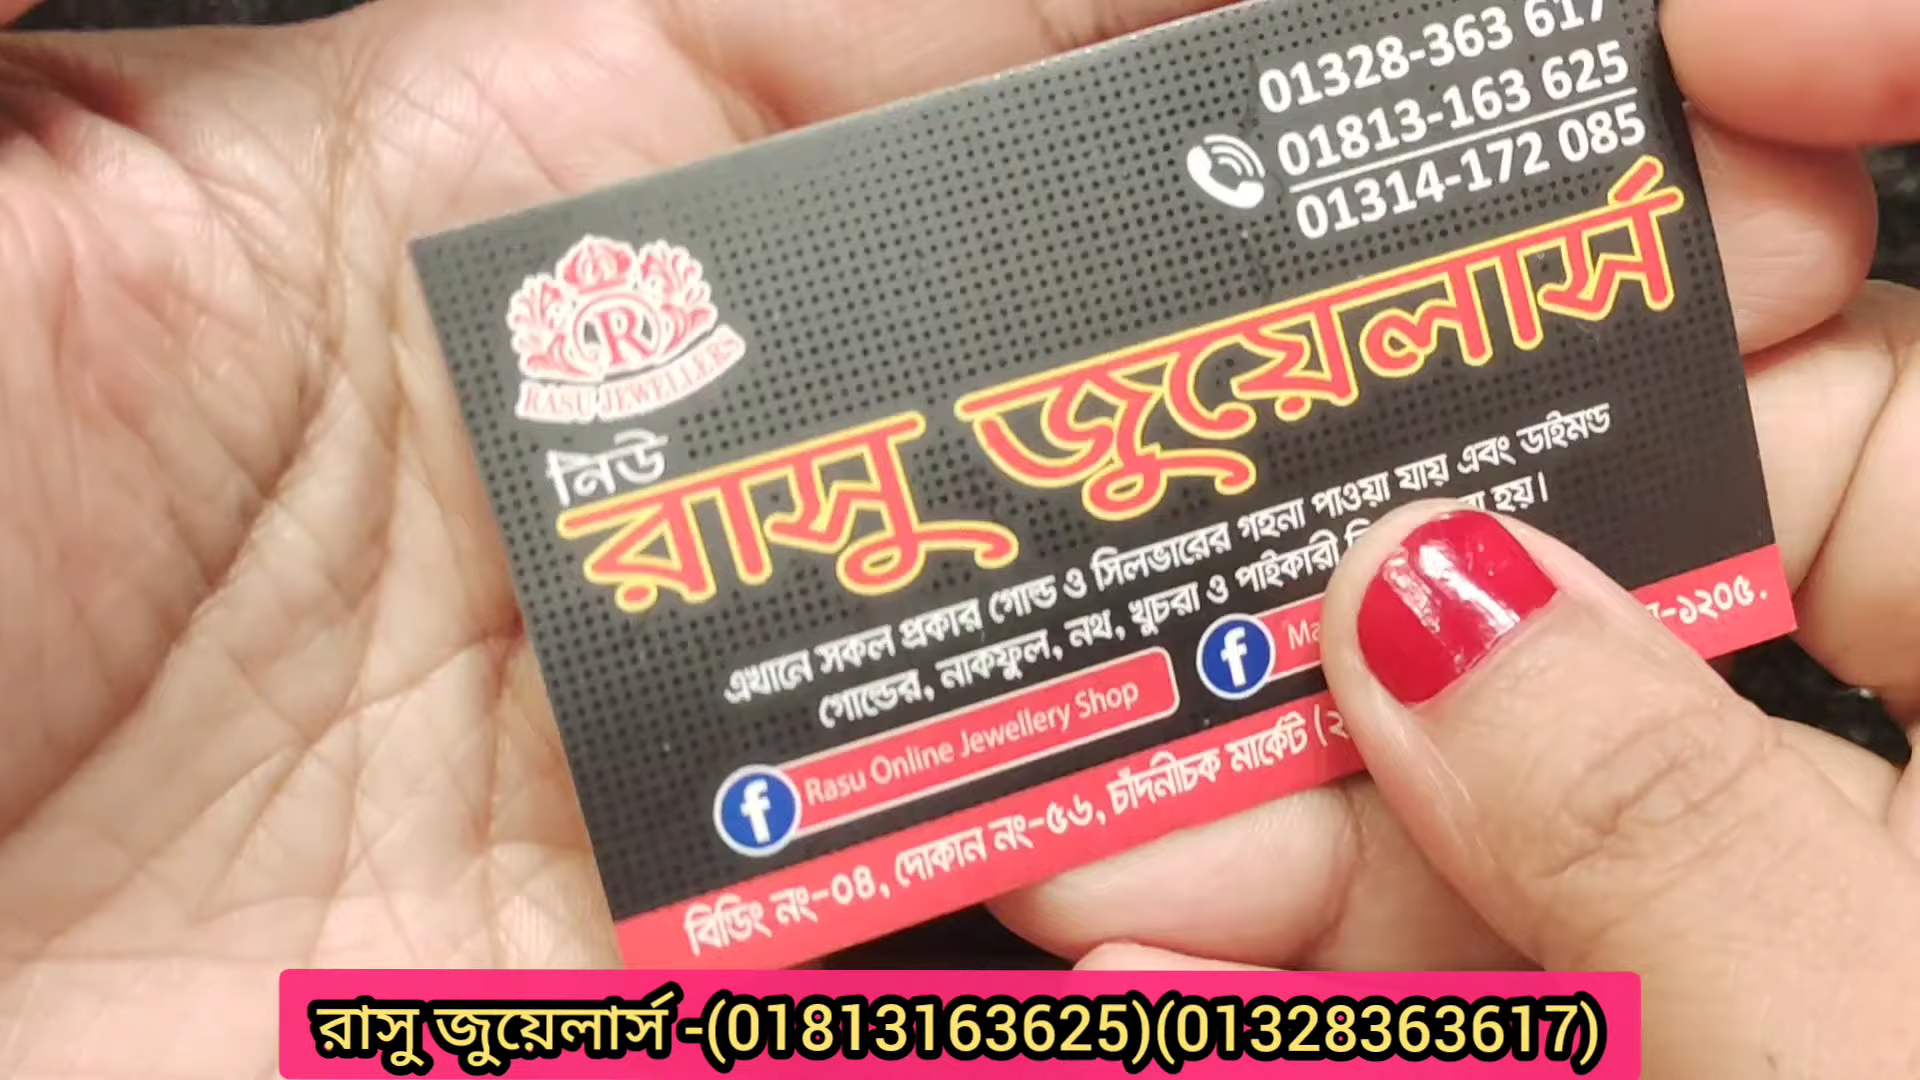 01328-363 617
01813-163 625
01314-172 085
R
RASU JEWELLERS
নিউ
রাসু জুয়েলার্স
এখানে সকল প্রকার গোল্ড ও সিলভারের গহনা পাওয়া যায় এবং ডাইমন্ড
গোল্ডের, নাকফুল, নথ, খুচরা ও পাইকারী হয়।
f Rasu Online Jewellery Shop
f Ma
বিল্ডিং নং-০৪, দোকান নং-৫৬, চাঁদনীচক মার্কেট (২ -১২০৫.
রাসু জুয়েলার্স -(01813163625)(01328363617)